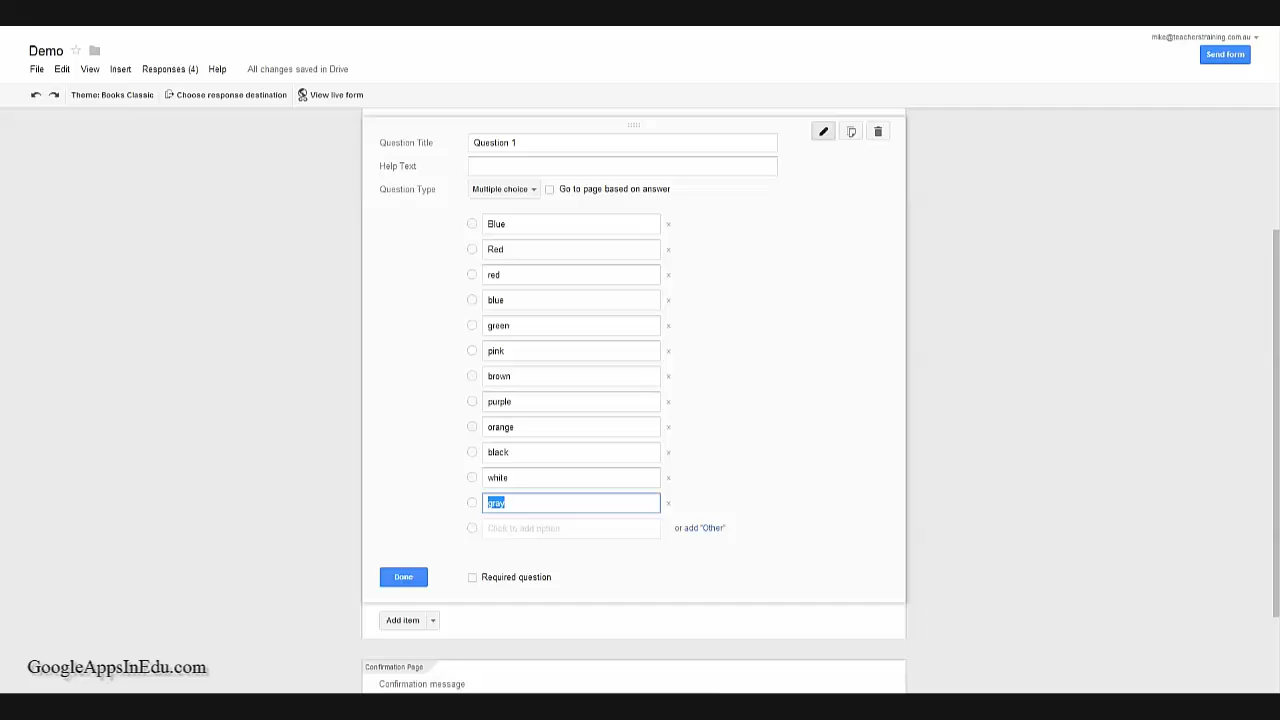 mike@teacherstraining.com.au
Demo
Send form
File Edit View Insert Responses (4) Help All changes saved in Drive
Theme: Books Classic Choose response destination View live form
Question Title Question 1
Help Text
Question Type Multiple choice Go to page based on answer
Blue
Red
red
blue
green
pink
brown
purple
orange
black
white
gray
Click to add option or add "Other"
Done Required question
Add item
GoogleAppsInEdu.com
Confirmation Page
Confirmation message